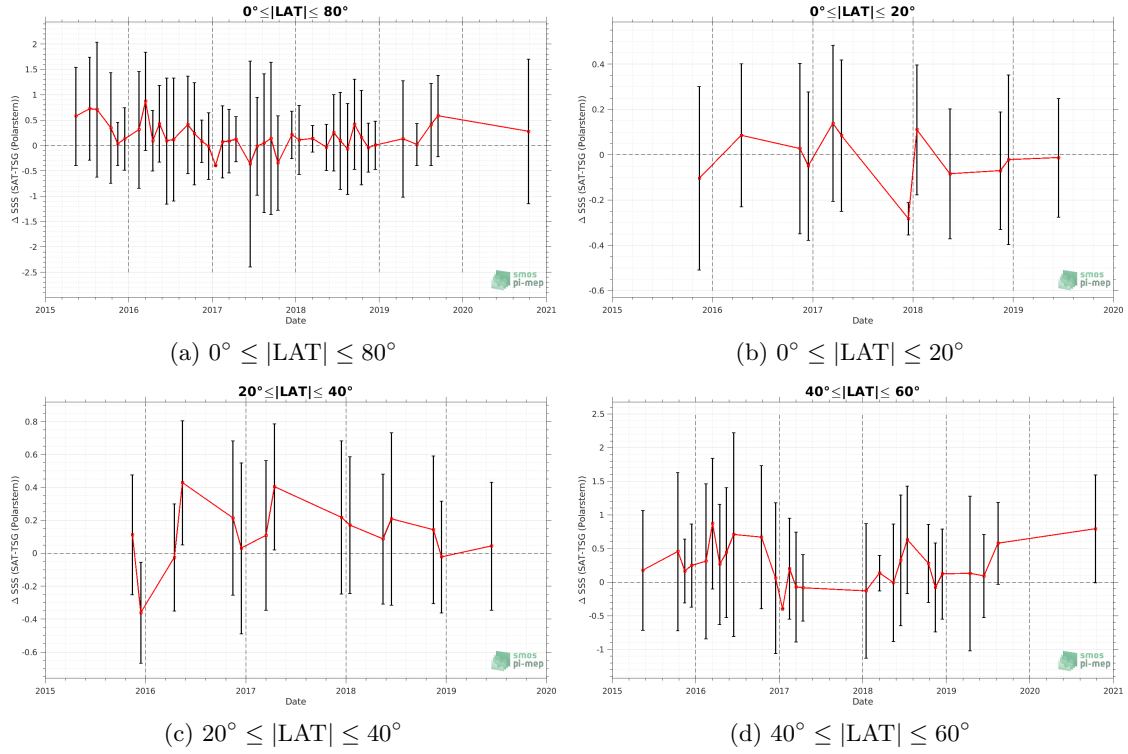 0°≤|LAT|≤ 80°
Δ SSS (SAT-TSG (Polarstern))
2
1.5
1
0.5
0
-0.5
-1
-1.5
-2
-2.5
2015
2016
2017
2018
2019
2020
2021
Date
smos
pi-mep
(a) 0° ≤ |LAT| ≤ 80°
0°≤|LAT|≤ 20°
Δ SSS (SAT-TSG (Polarstern))
0.4
0.2
0
-0.2
-0.4
-0.6
2015
2016
2017
2018
2019
2020
Date
smos
pi-mep
(b) 0° ≤ |LAT| ≤ 20°
20°≤|LAT|≤ 40°
Δ SSS (SAT-TSG (Polarstern))
0.8
0.6
0.4
0.2
0
-0.2
-0.4
-0.6
2015
2016
2017
2018
2019
2020
Date
smos
pi-mep
(c) 20° ≤ |LAT| ≤ 40°
40°≤|LAT|≤ 60°
Δ SSS (SAT-TSG (Polarstern))
2.5
2
1.5
1
0.5
0
-0.5
-1
2015
2016
2017
2018
2019
2020
2021
Date
smos
pi-mep
(d) 40° ≤ |LAT| ≤ 60°